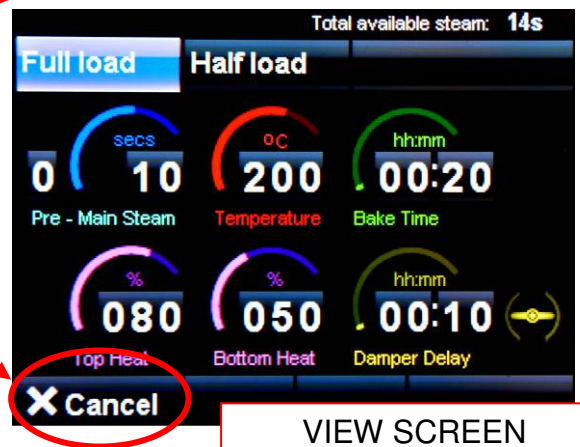 Total available steam: 14s
Full load Half load
secs °C hh:mm
0 10 200 00:20
Pre - Main Steam Temperature Bake Time
% % hh:mm
080 050 00:10
Top Heat Bottom Heat Damper Delay
X Cancel
VIEW SCREEN